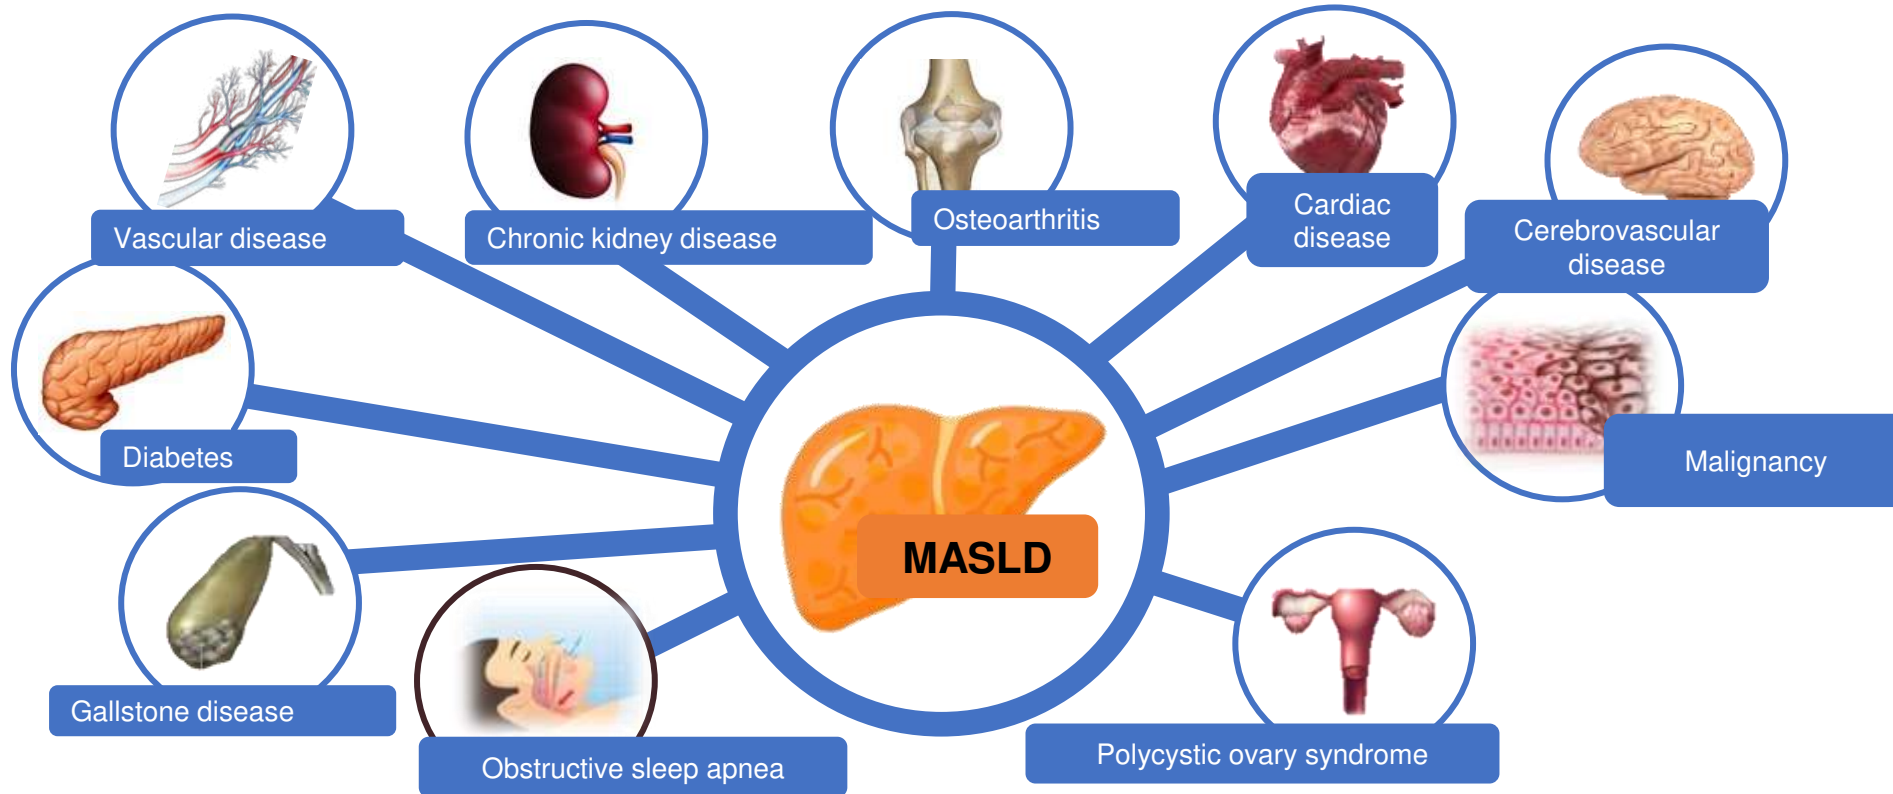 Vascular disease
Chronic kidney disease
Osteoarthritis
Cardiac
disease
Cerebrovascular
disease
Diabetes
Malignancy
MASLD
Gallstone disease
Obstructive sleep apnea
Polycystic ovary syndrome